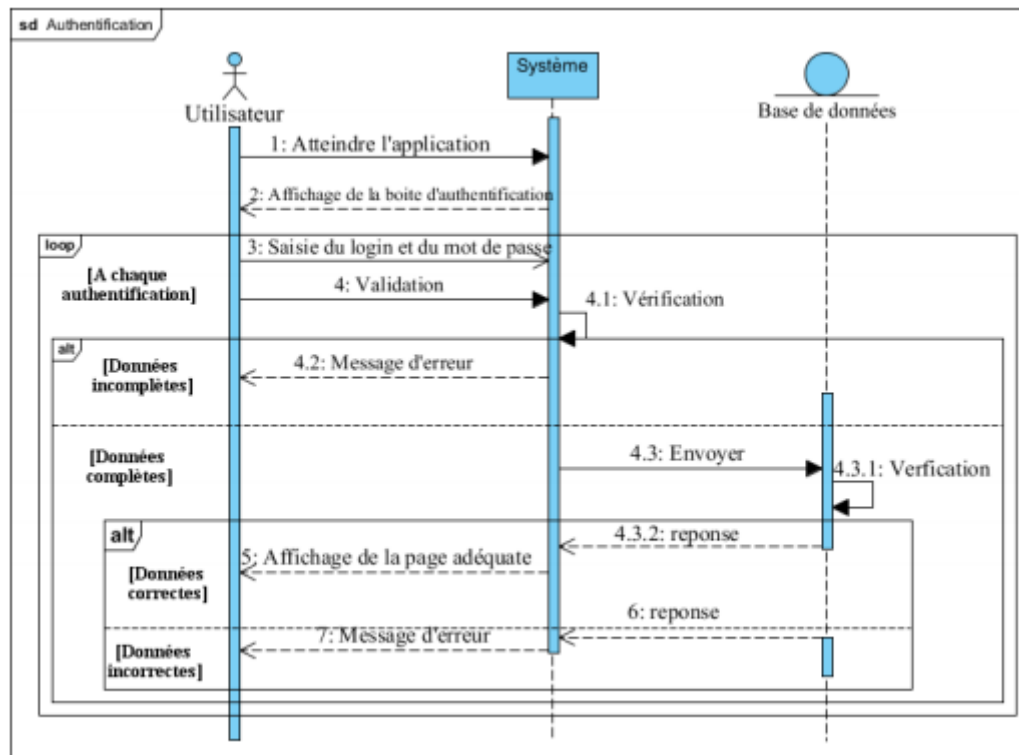 sd Authentification
Système
Utilisateur
Base de données
1: Atteindre l'application
2: Affichage de la boite d'authentification
loop
3: Saisie du login et du mot de passe
[A chaque
authentification]
4: Validation
4.1: Vérification
alt
[Données
incomplètes]
4.2: Message d'erreur
[Données
complètes]
4.3: Envoyer
4.3.1: Verfication
alt
4.3.2: reponse
5: Affichage de la page adéquate
[Données
correctes]
6: reponse
7: Message d'erreur
[Données
incorrectes]